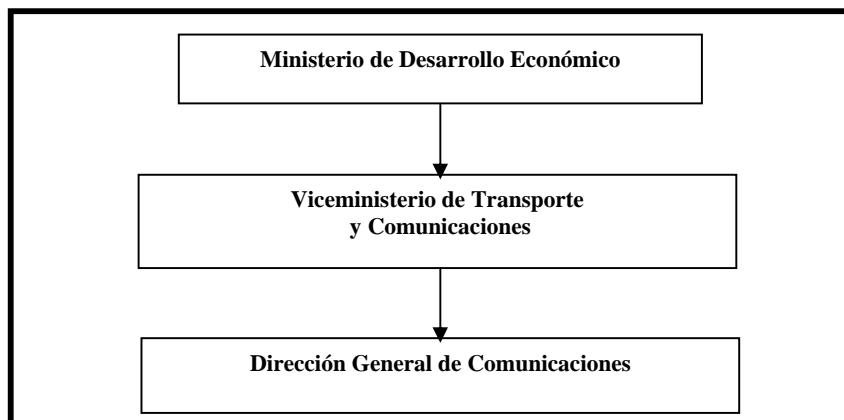 Ministerio de Desarrollo Económico
Viceministerio de Transporte
y Comunicaciones
Dirección General de Comunicaciones